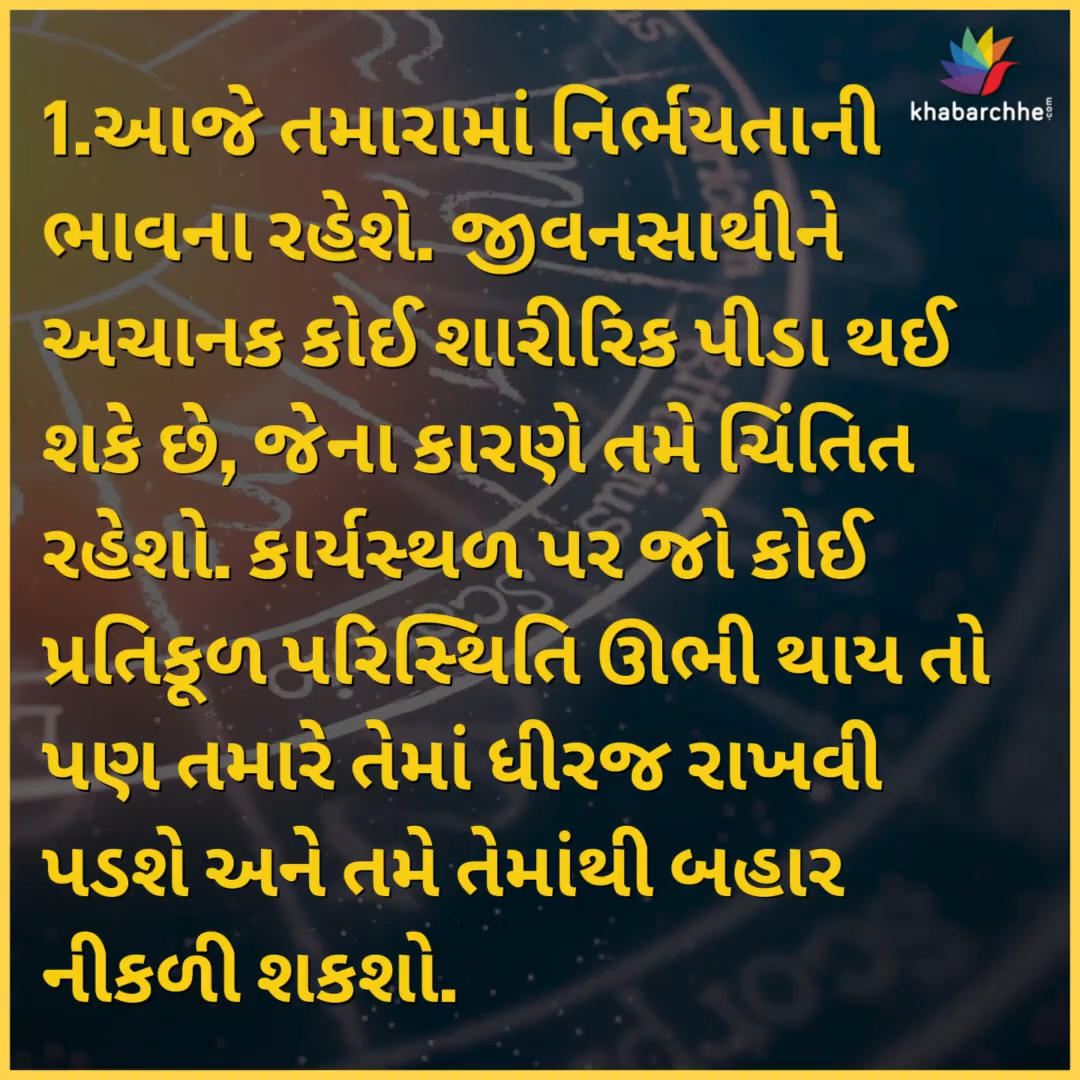 khabarchhe.com
1.આજે તમારામાં નિર્ભયતાની
ભાવના રહેશે. જીવનસાથીને
અચાનક કોઈ શારીરિક પીડા થઈ
શકે છે, જેના કારણે તમે ચિંતિત
રહેશો. કાર્યસ્થળ પર જો કોઈ
પ્રતિકૂળ પરિસ્થિતિ ઊભી થાય તો
પણ તમારે તેમાં ધીરજ રાખવી
પડશે અને તમે તેમાંથી બહાર
નીકળી શકશો.